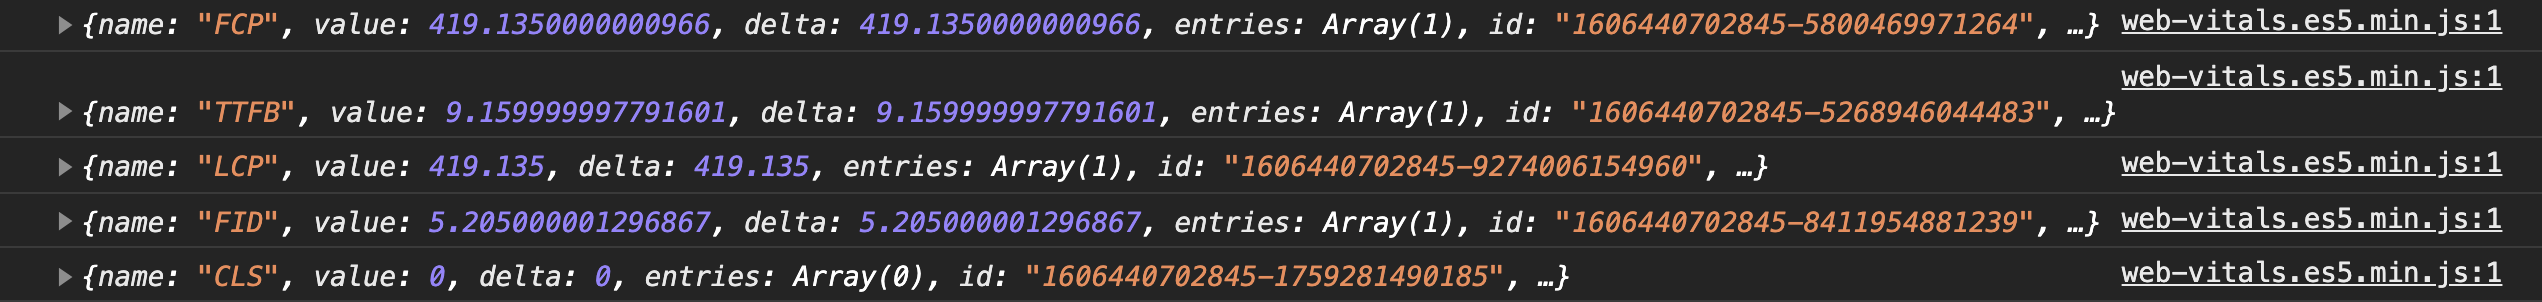 ▶ {name: "FCP", value: 419.1350000000966, delta: 419.1350000000966, entries: Array(1), id: "1606440702845-5800469971264", …} web-vitals.es5.min.js:1
web-vitals.es5.min.js:1
▶ {name: "TTFB", value: 9.159999997791601, delta: 9.159999997791601, entries: Array(1), id: "1606440702845-5268946044483", …}
▶ {name: "LCP", value: 419.135, delta: 419.135, entries: Array(1), id: "1606440702845-9274006154960", …} web-vitals.es5.min.js:1
▶ {name: "FID", value: 5.205000001296867, delta: 5.205000001296867, entries: Array(1), id: "1606440702845-8411954881239", …} web-vitals.es5.min.js:1
▶ {name: "CLS", value: 0, delta: 0, entries: Array(0), id: "1606440702845-1759281490185", …} web-vitals.es5.min.js:1